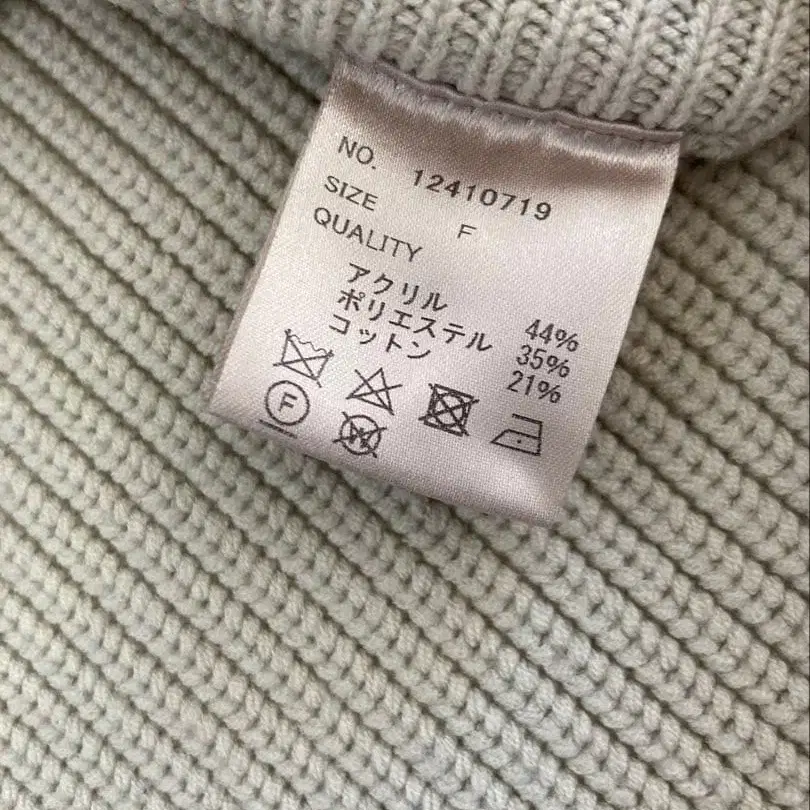 NO. 12410719
SIZE F
QUALITY
アクリル 44%
ポリエステル 35%
コットン 21%
F
W